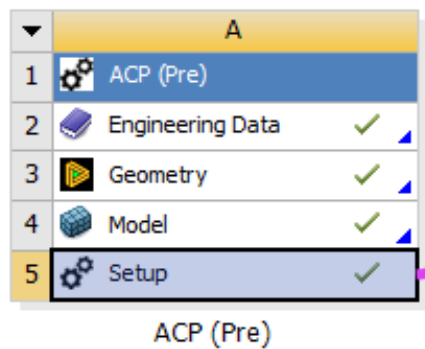 A
1 ACP (Pre)
2 Engineering Data
3 Geometry
4 Model
5 Setup
ACP (Pre)